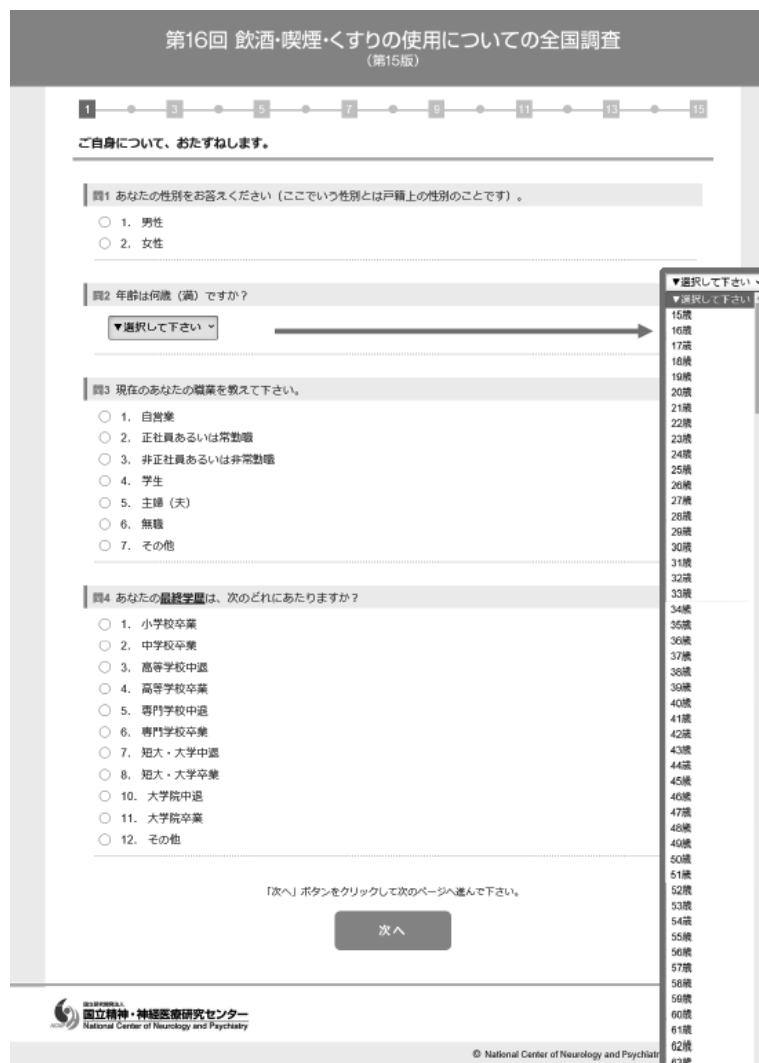 第16回 飲酒・喫煙・くすりの使用についての全国調査
(第15版)
1 3 5 7 9 11 13 15
ご自身について、おたずねします。
問1 あなたの性別をお答えください（ここでいう性別とは戸籍上の性別のことです）。
1. 男性
2. 女性
問2 年齢は何歳（満）ですか？
▼選択して下さい
問3 現在のあなたの職業を教えて下さい。
1. 自営業
2. 正社員あるいは常勤職
3. 非正社員あるいは非常勤職
4. 学生
5. 主婦（夫）
6. 無職
7. その他
問4 あなたの最終学歴は、次のどれにあたりますか？
1. 小学校卒業
2. 中学校卒業
3. 高等学校中退
4. 高等学校卒業
5. 専門学校中退
6. 専門学校卒業
7. 短大・大学中退
8. 短大・大学卒業
10. 大学院中退
11. 大学院卒業
12. その他
「次へ」ボタンをクリックして次のページへ進んで下さい。
次へ
▼選択して下さい
▼選択して下さい
15歳
16歳
17歳
18歳
19歳
20歳
21歳
22歳
23歳
24歳
25歳
26歳
27歳
28歳
29歳
30歳
31歳
32歳
33歳
34歳
35歳
36歳
37歳
38歳
39歳
40歳
41歳
42歳
43歳
44歳
45歳
46歳
47歳
48歳
49歳
50歳
51歳
52歳
53歳
54歳
55歳
56歳
57歳
58歳
59歳
60歳
61歳
62歳
63歳
国立研究開発法人
国立精神・神経医療研究センター
National Center of Neurology and Psychiatry
© National Center of Neurology and Psychiatr